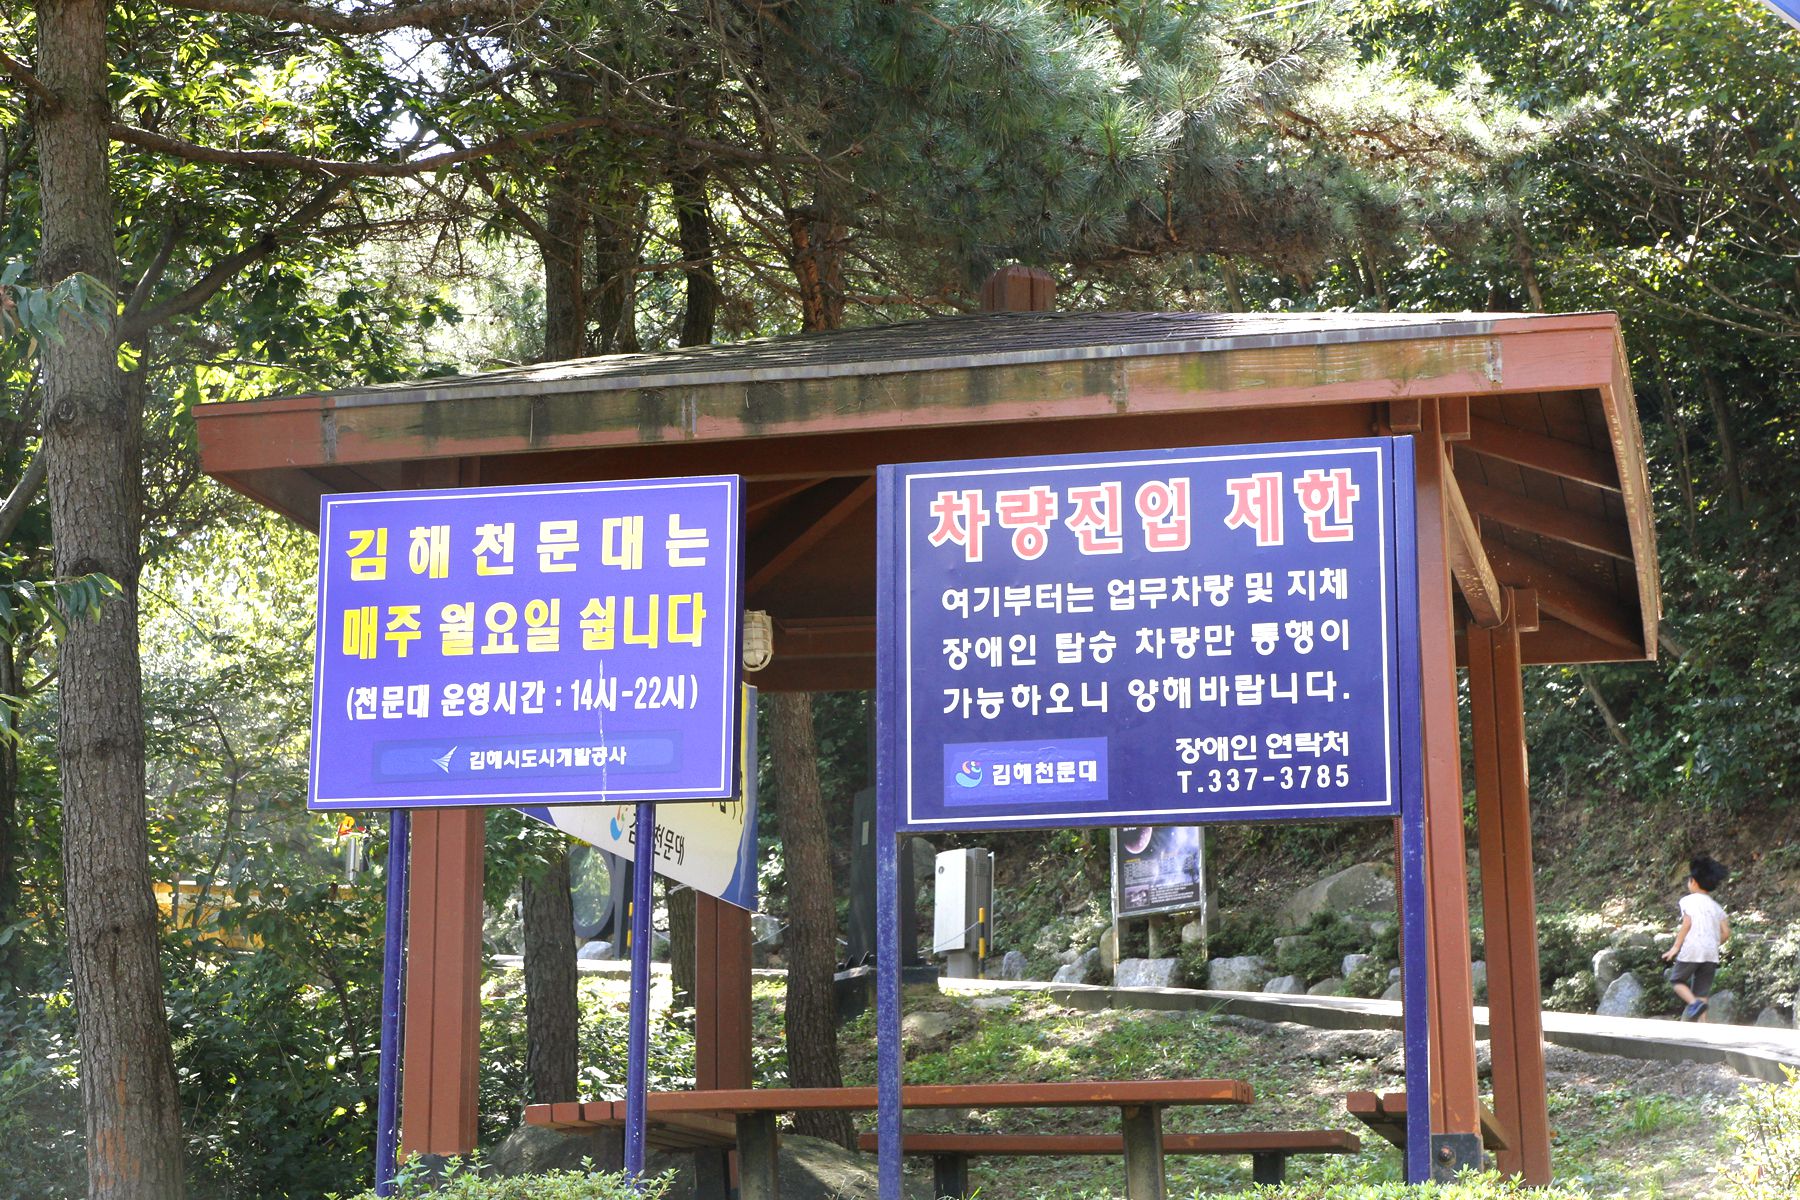 김해천문대는
매주 월요일 쉽니다
(천문대 운영시간 : 14시-22시)
김해시도시개발공사
차량진입 제한
여기부터는 업무차량 및 지체
장애인 탑승 차량만 통행이
가능하오니 양해바랍니다.
장애인 연락처
T.337-3785
김해천문대
천문대